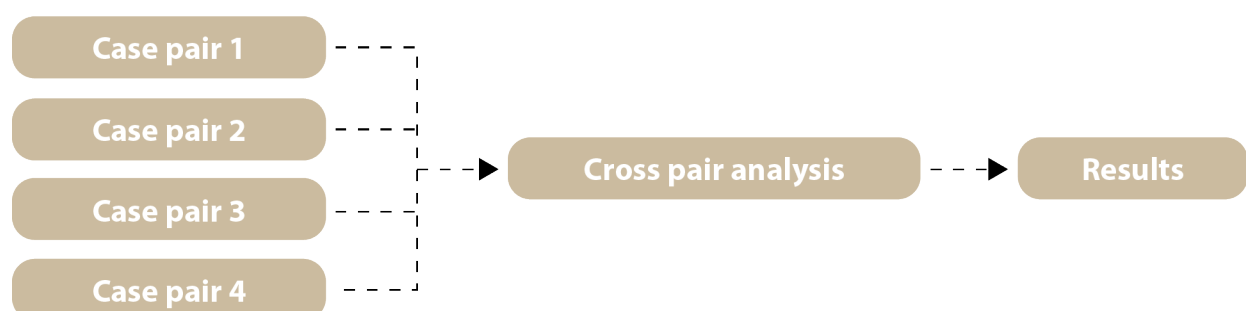 Case pair 1
Case pair 2
Case pair 3
Case pair 4
Cross pair analysis
Results